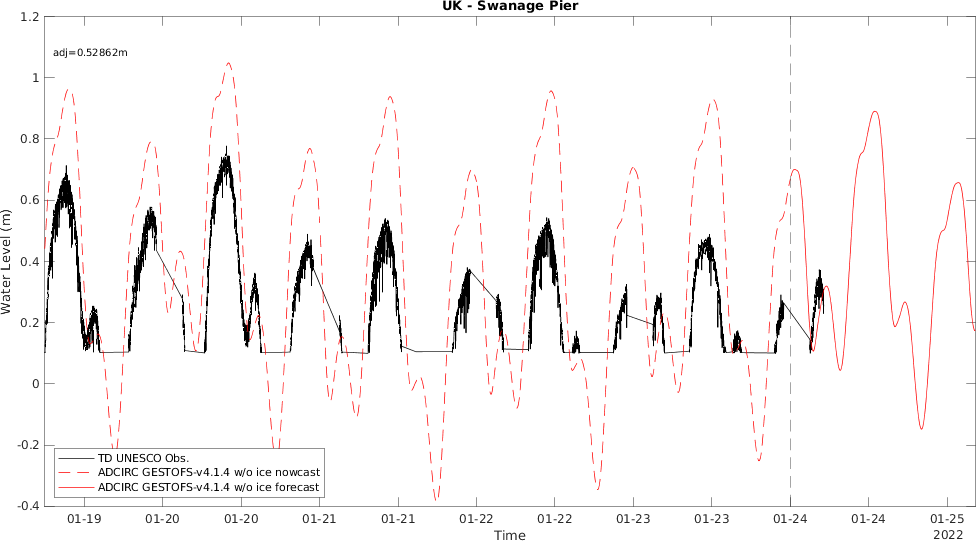 UK - Swanage Pier
adj=0.52862m
Water Level (m)
1.2
1
0.8
0.6
0.4
0.2
0
-0.2
-0.4
TD UNESCO Obs.
ADCIRC GESTOFS-v4.1.4 w/o ice nowcast
ADCIRC GESTOFS-v4.1.4 w/o ice forecast
01-19 01-20 01-20 01-21 01-21 01-22 01-22 01-23 01-23 01-24 01-24 01-25
2022
Time